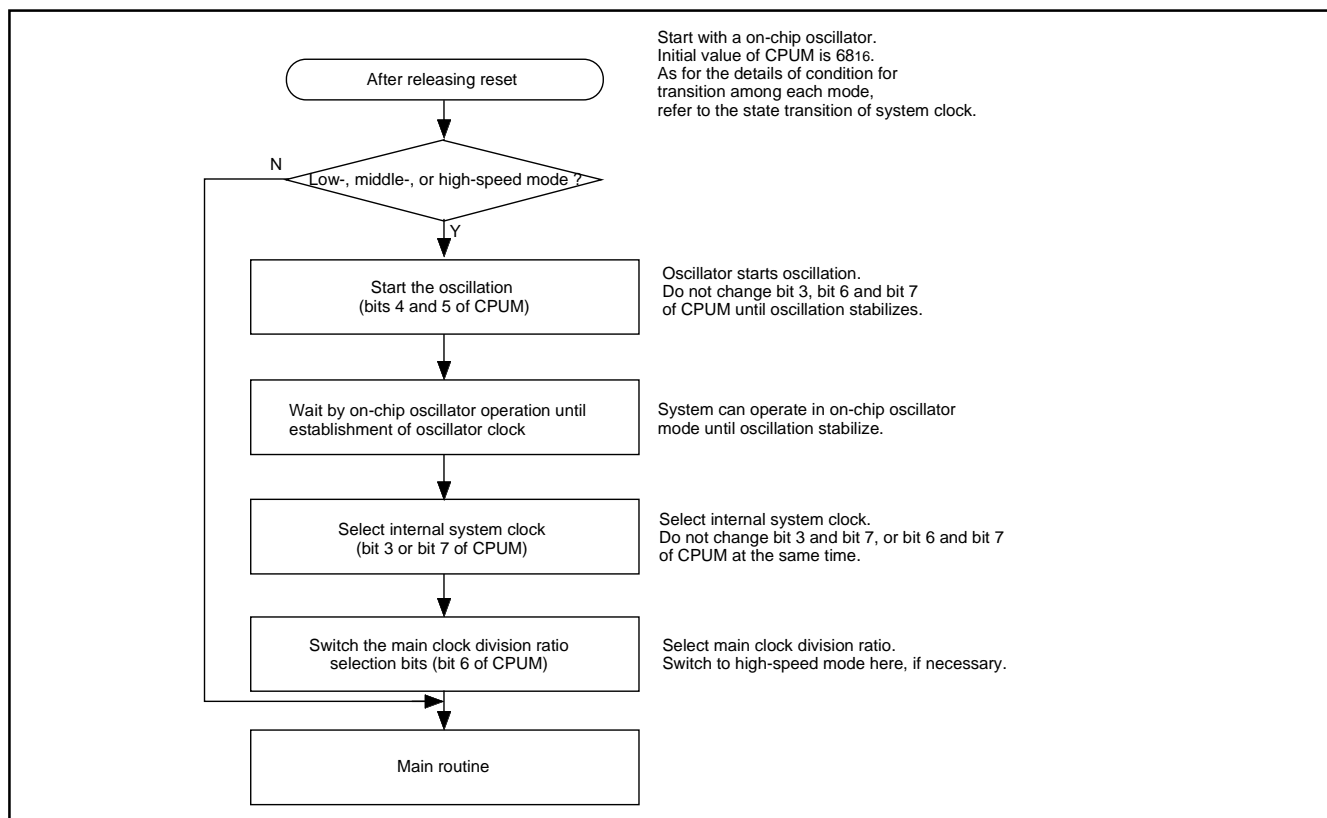 Start with a on-chip oscillator.
Initial value of CPUM is 6816.
As for the details of condition for
transition among each mode,
refer to the state transition of system clock.
After releasing reset
N
Low-, middle-, or high-speed mode ?
Y
Start the oscillation
(bits 4 and 5 of CPUM)
Oscillator starts oscillation.
Do not change bit 3, bit 6 and bit 7
of CPUM until oscillation stabilizes.
Wait by on-chip oscillator operation until
establishment of oscillator clock
System can operate in on-chip oscillator
mode until oscillation stabilize.
Select internal system clock
(bit 3 or bit 7 of CPUM)
Select internal system clock.
Do not change bit 3 and bit 7, or bit 6 and bit 7
of CPUM at the same time.
Switch the main clock division ratio
selection bits (bit 6 of CPUM)
Select main clock division ratio.
Switch to high-speed mode here, if necessary.
Main routine